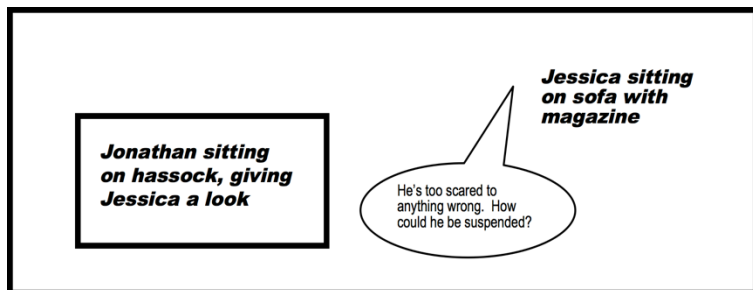 Jonathan sitting
on hassock, giving
Jessica a look
He's too scared to
anything wrong.  How
could he be suspended?
Jessica sitting
on sofa with
magazine